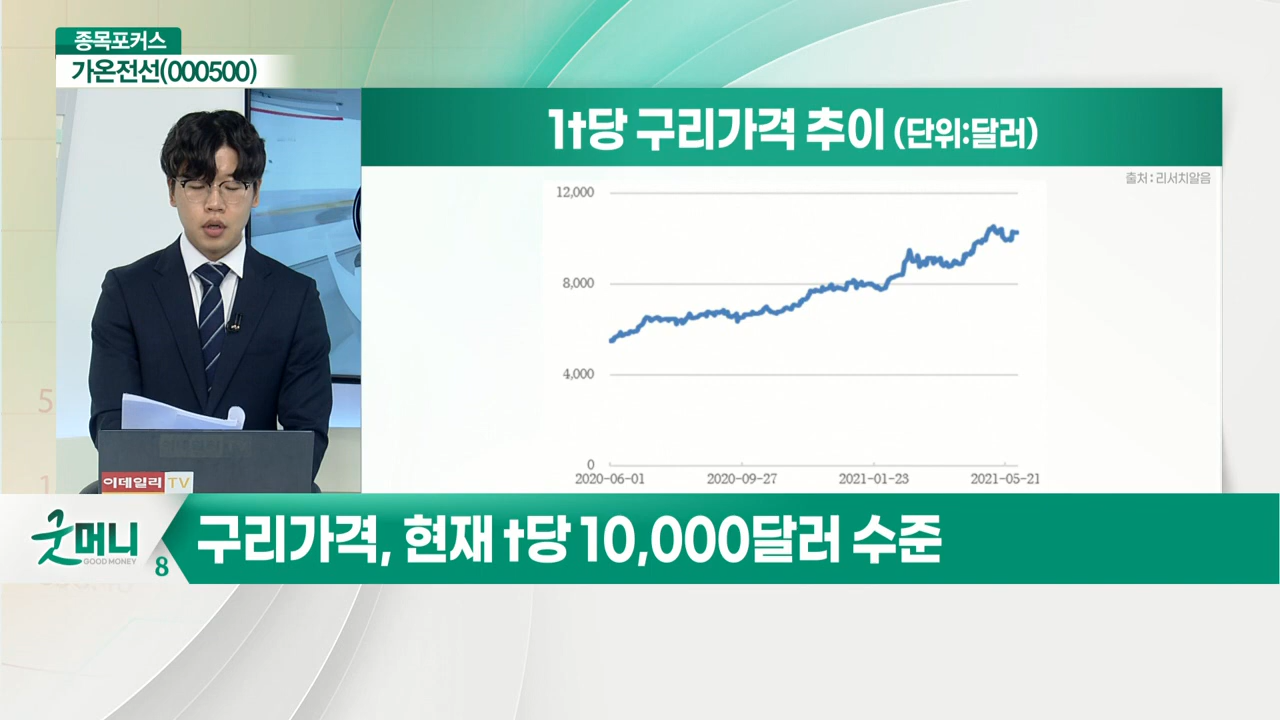 종목포커스
가온전선(000500)
1t당 구리가격 추이 (단위:달러)
출처 : 리서치알음
12,000
8,000
4,000
0
2020-06-01 2020-09-27 2021-01-23 2021-05-21
5
1
이데일리 TV
굿머니
GOOD MONEY
8
구리가격, 현재 t당 10,000달러 수준